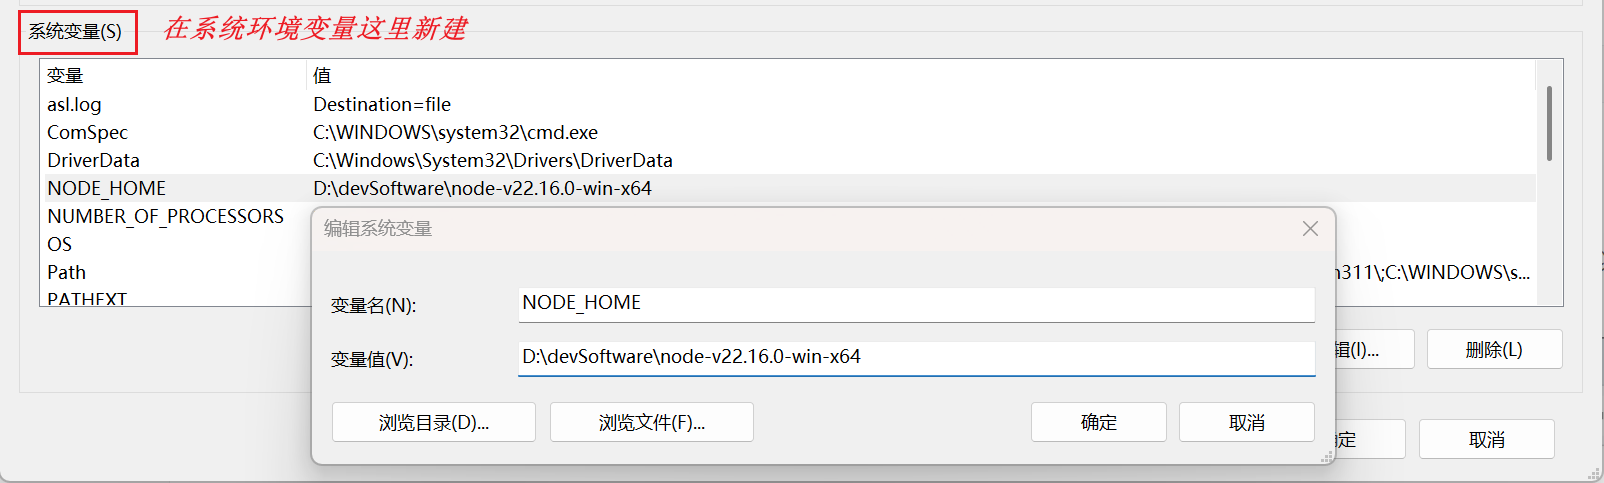 系统变量(S) 在系统环境变量这里新建
变量 值
asl.log Destination=file
ComSpec C:\WINDOWS\system32\cmd.exe
DriverData C:\Windows\System32\Drivers\DriverData
NODE_HOME D:\devSoftware\node-v22.16.0-win-x64
NUMBER_OF_PROCESSORS
OS
Path n311\;C:\WINDOWS\s...
PATHEXT
编辑系统变量
变量名(N): NODE_HOME
变量值(V): D:\devSoftware\node-v22.16.0-win-x64
辑(I)... 删除(L)
浏览目录(D)... 浏览文件(F)... 确定 取消
定 取消